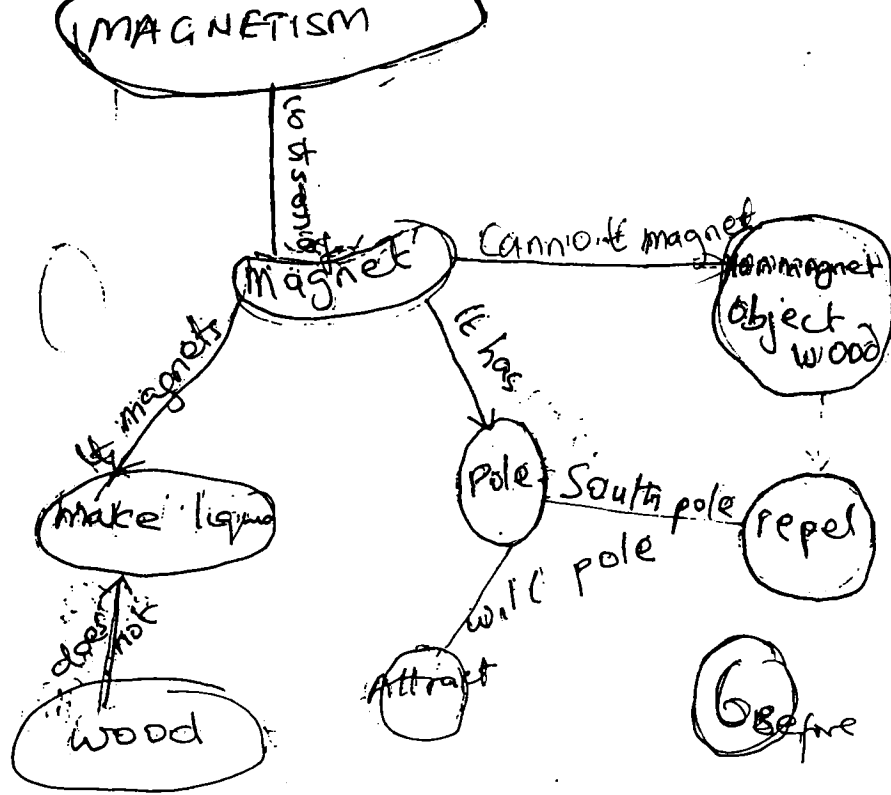 MAGNETISM
magnet
Cannot magnet
nonmagnet
object
wood
It magnets
It has
Pole
South pole
repel
make liquid
will pole
does
not
Attract
wood
6 Before